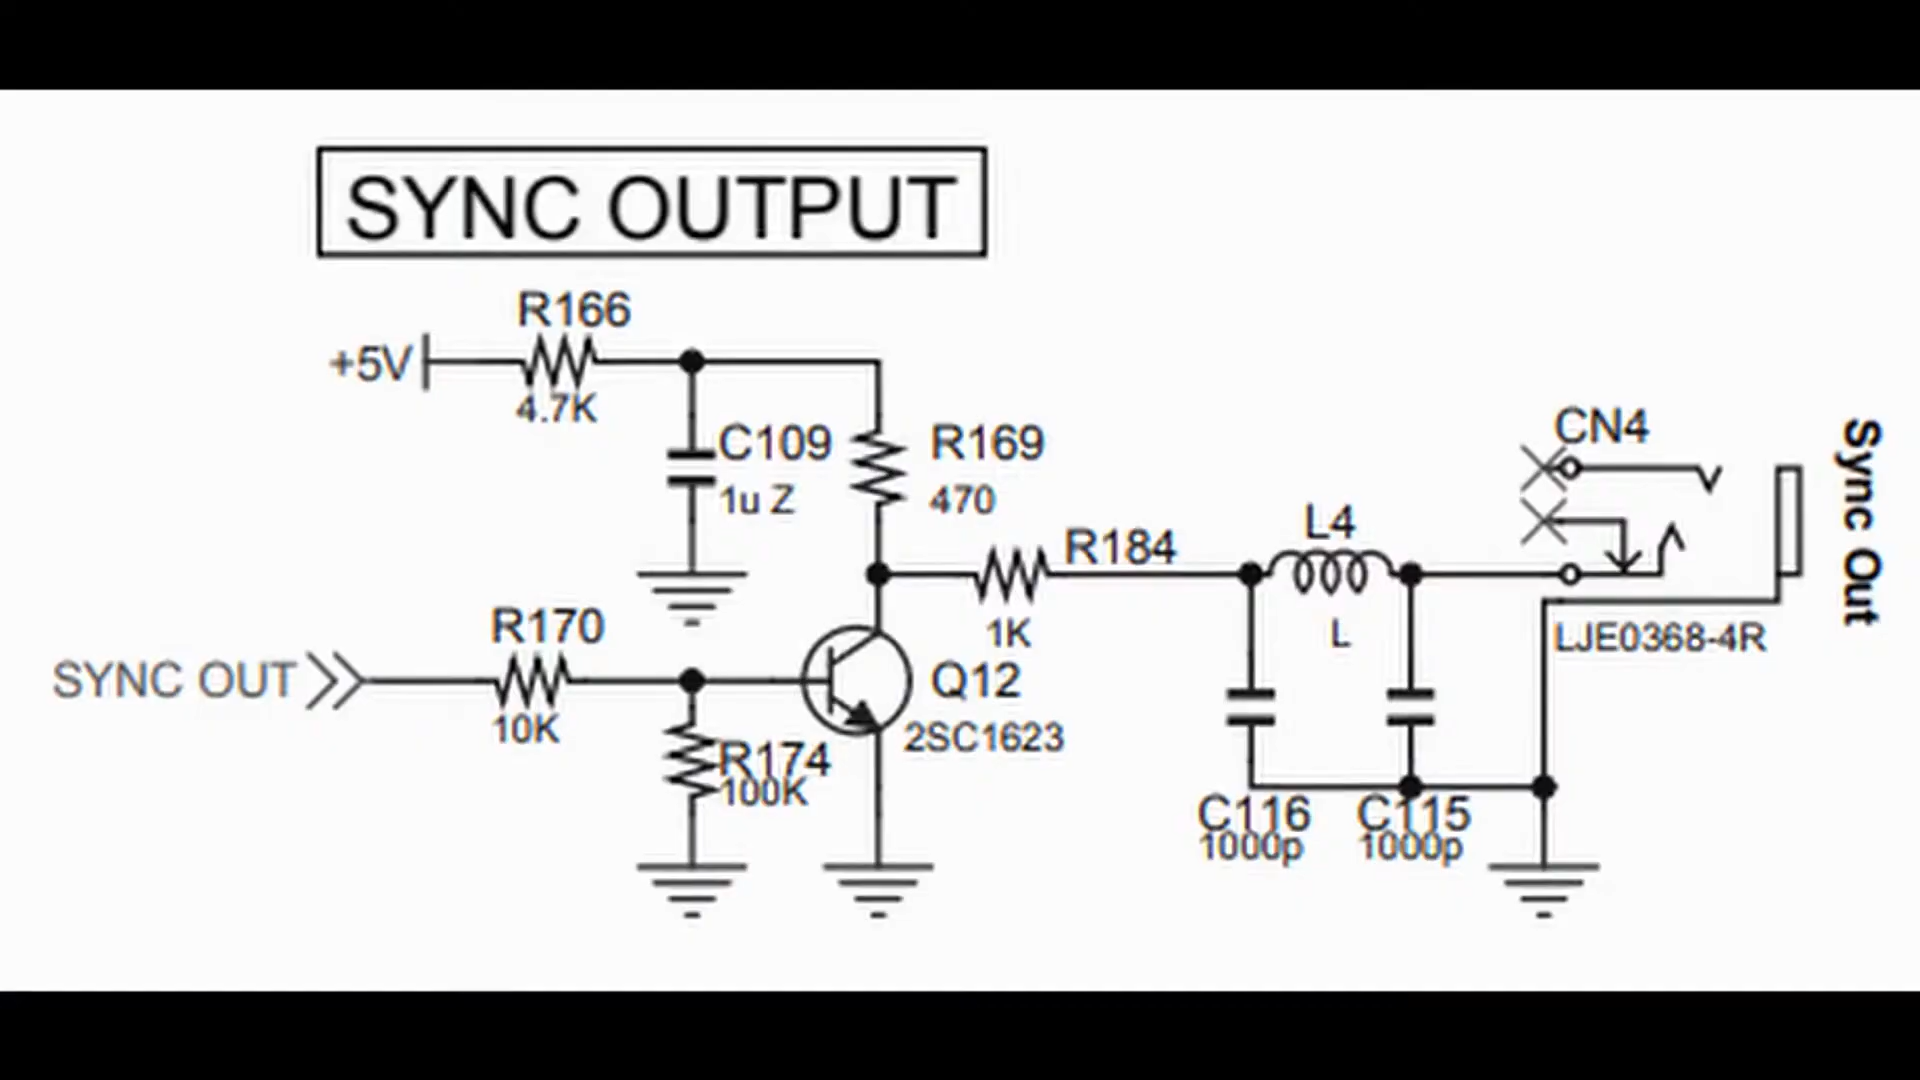 SYNC OUTPUT
R166
+5V
4.7K
C109
1u Z
R169
470
CN4
Sync Out
L4
R184
1K
L
LJE0368-4R
R170
SYNC OUT
10K
Q12
2SC1623
R174
100K
C116
1000p
C115
1000p